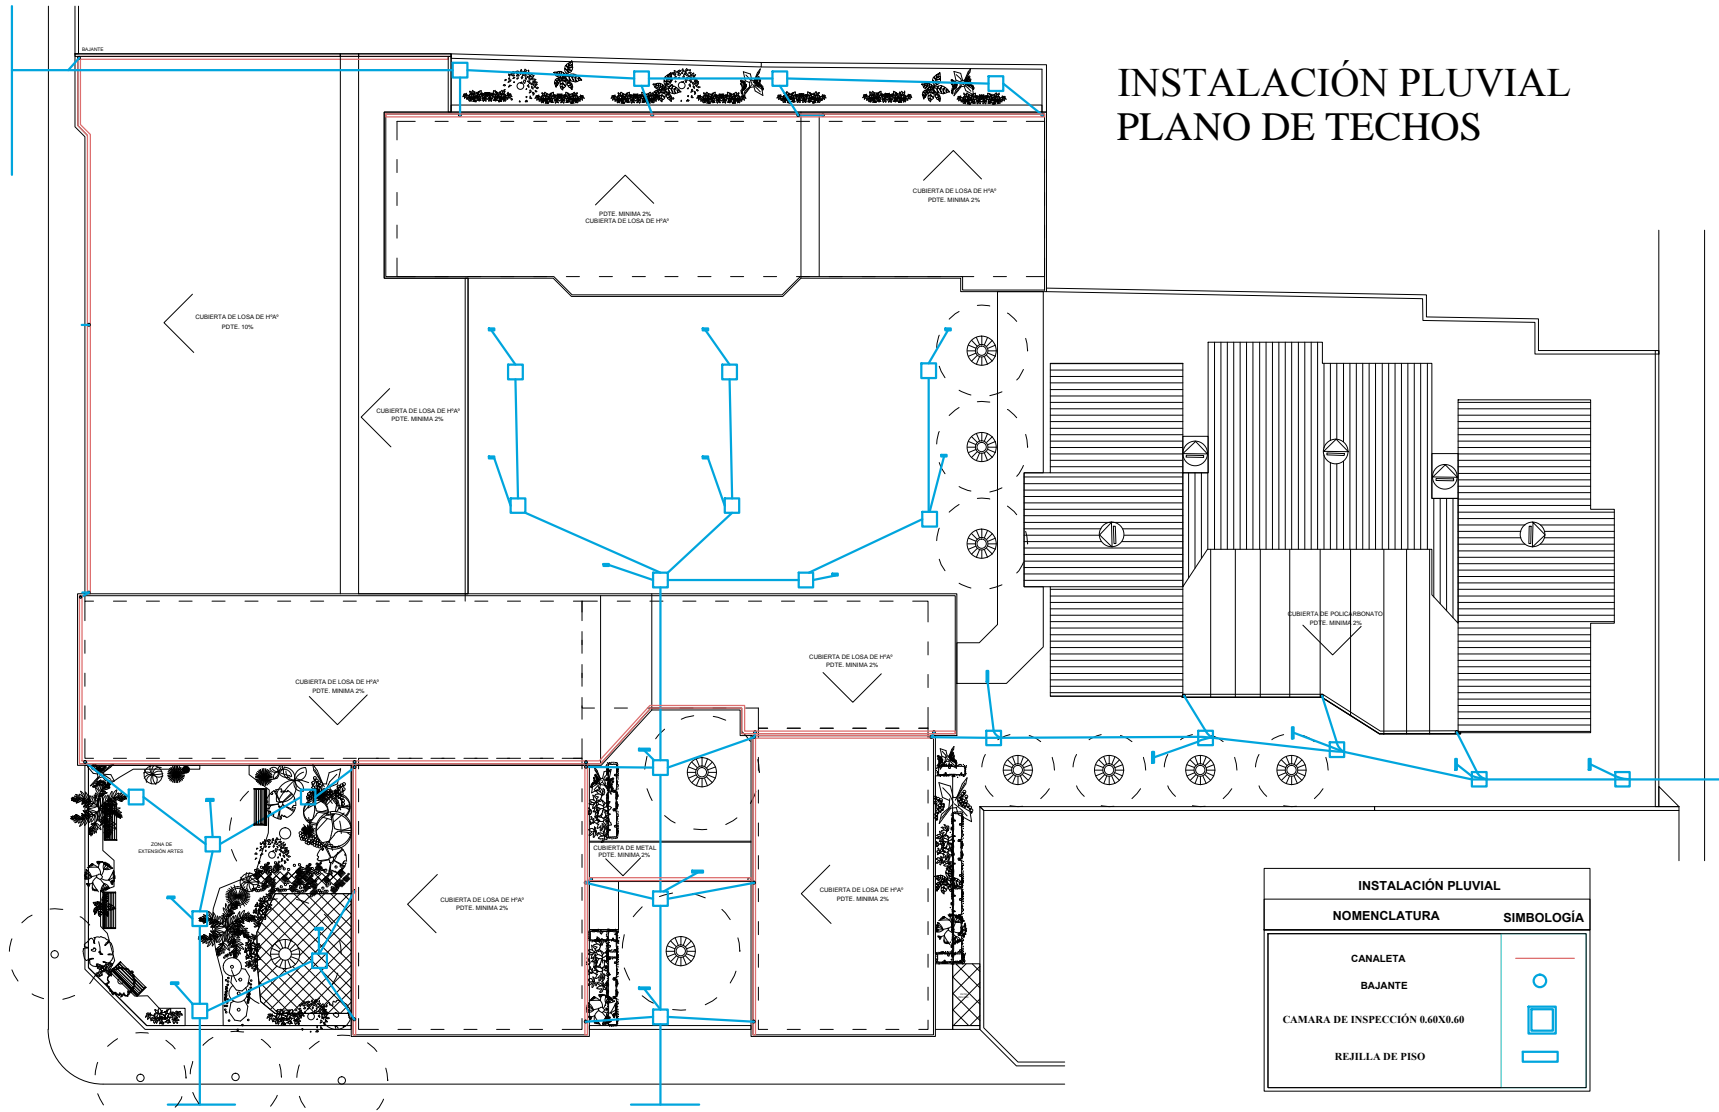 BAJANTE
INSTALACIÓN PLUVIAL
PLANO DE TECHOS
PDTE. MINIMA 2%
CUBIERTA DE LOSA DE HºAº
CUBIERTA DE LOSA DE HºAº
PDTE. MINIMA 2%
CUBIERTA DE LOSA DE HºAº
PDTE. 10%
CUBIERTA DE LOSA DE HºAº
PDTE. MINIMA 2%
CUBIERTA DE POLICARBONATO
PDTE. MINIMA 2%
CUBIERTA DE LOSA DE HºAº
PDTE. MINIMA 2%
CUBIERTA DE LOSA DE HºAº
PDTE. MINIMA 2%
ZONA DE
EXTENSIÓN ARTES
CUBIERTA DE METAL
PDTE. MINIMA 2%
CUBIERTA DE LOSA DE HºAº
PDTE. MINIMA 2%
CUBIERTA DE LOSA DE HºAº
PDTE. MINIMA 2%
INSTALACIÓN PLUVIAL
NOMENCLATURA SIMBOLOGÍA
CANALETA
BAJANTE
CAMARA DE INSPECCIÓN 0.60X0.60
REJILLA DE PISO